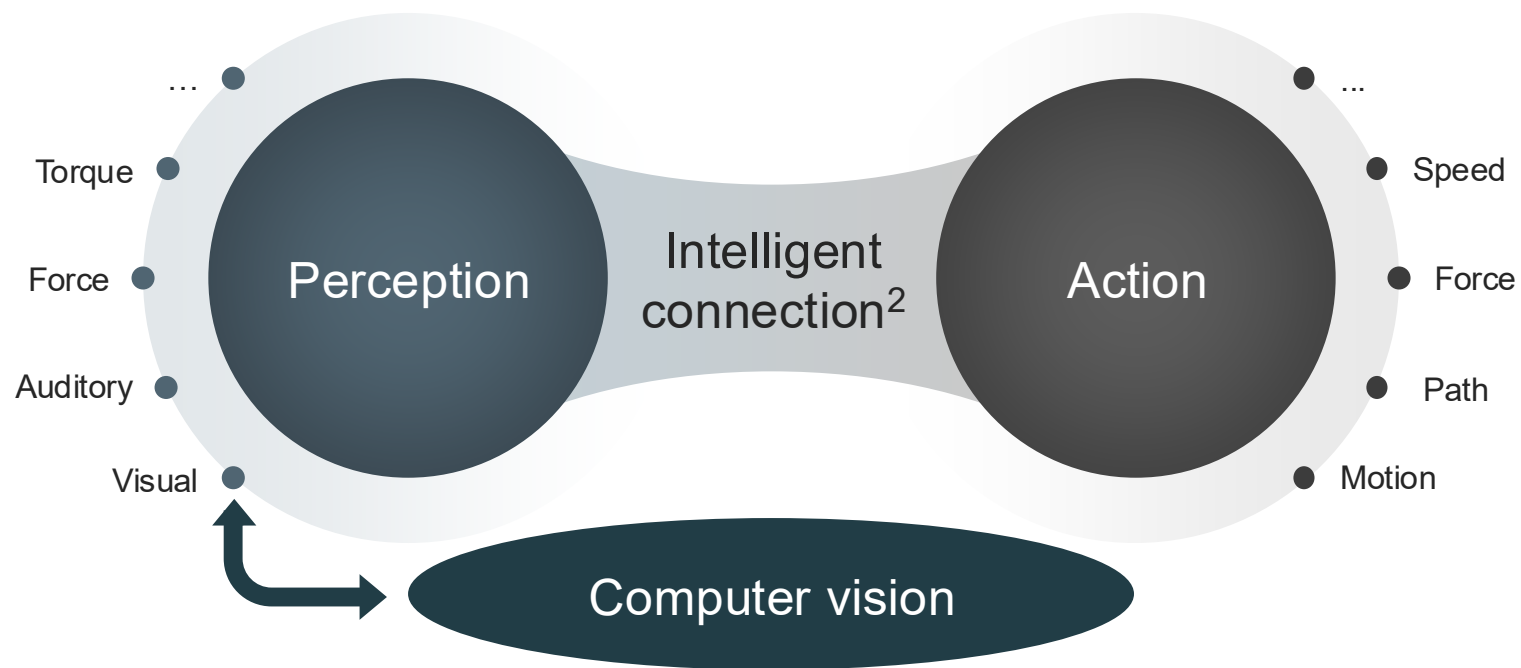 ...
Torque
Force
Auditory
Visual
Perception
Intelligent
connection²
Action
...
Speed
Force
Path
Motion
Computer vision